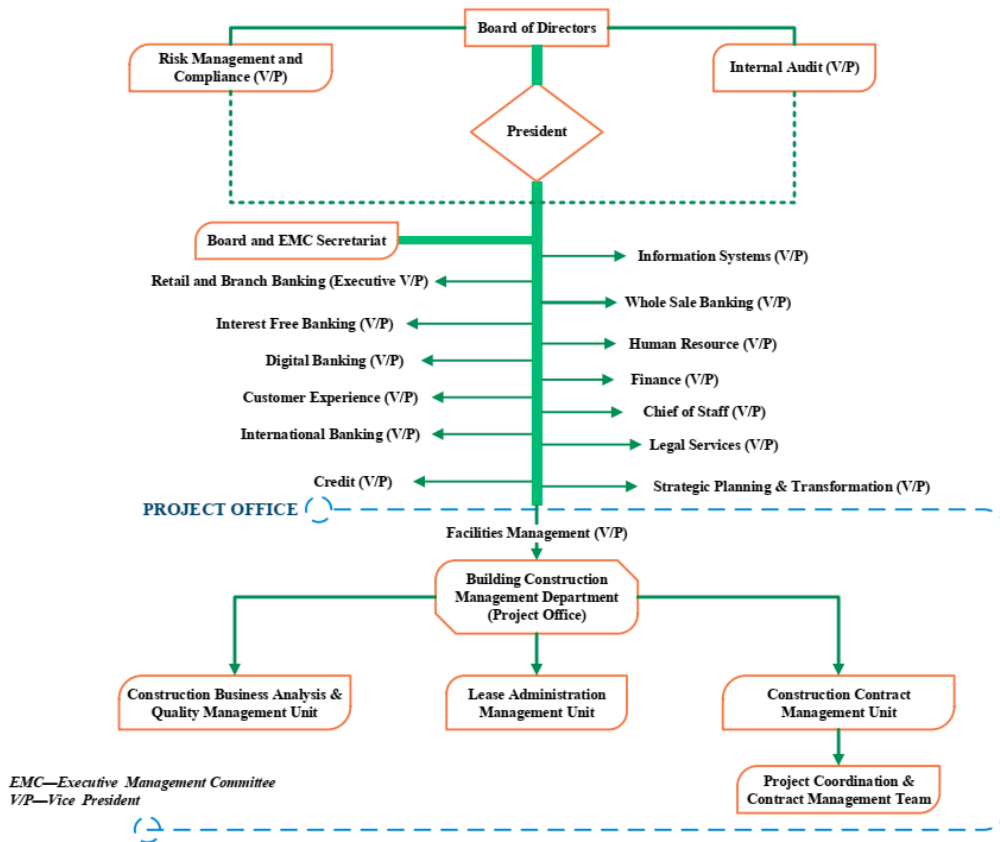 Board of Directors
Risk Management and
Compliance (V/P)
Internal Audit (V/P)
President
Board and EMC Secretariat
Information Systems (V/P)
Retail and Branch Banking (Executive V/P)
Whole Sale Banking (V/P)
Interest Free Banking (V/P)
Human Resource (V/P)
Digital Banking (V/P)
Finance (V/P)
Customer Experience (V/P)
Chief of Staff (V/P)
International Banking (V/P)
Legal Services (V/P)
Credit (V/P)
Strategic Planning & Transformation (V/P)
PROJECT OFFICE
Facilities Management (V/P)
Building Construction
Management Department
(Project Office)
Construction Business Analysis &
Quality Management Unit
Lease Administration
Management Unit
Construction Contract
Management Unit
Project Coordination &
Contract Management Team
EMC—Executive Management Committee
V/P—Vice President